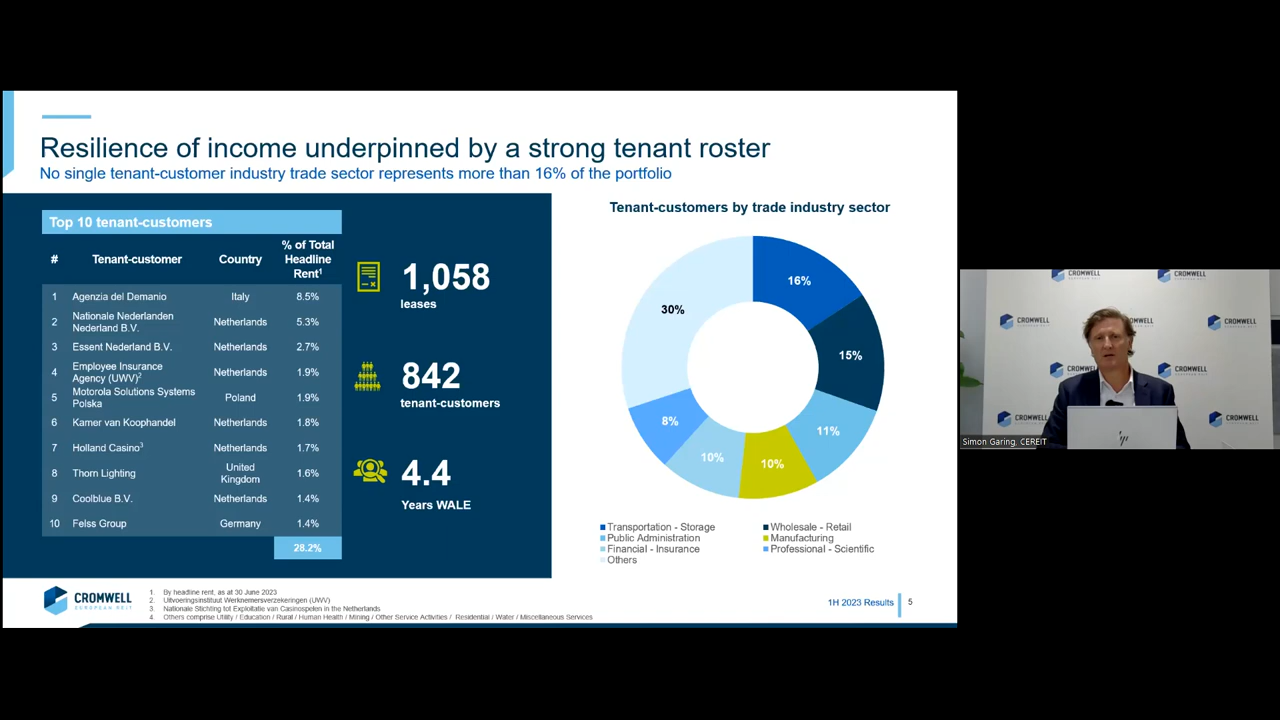 Resilience of income underpinned by a strong tenant roster
No single tenant-customer industry trade sector represents more than 16% of the portfolio
Top 10 tenant-customers
# Tenant-customer Country % of Total Headline Rent1
1 Agenzia del Demanio Italy 8.5%
2 Nationale Nederlanden Nederland B.V. Netherlands 5.3%
3 Essent Nederland B.V. Netherlands 2.7%
4 Employee Insurance Agency (UWV)2 Netherlands 1.9%
5 Motorola Solutions Systems Polska Poland 1.9%
6 Kamer van Koophandel Netherlands 1.8%
7 Holland Casino3 Netherlands 1.7%
8 Thorn Lighting United Kingdom 1.6%
9 Coolblue B.V. Netherlands 1.4%
10 Felss Group Germany 1.4%
28.2%
1,058
leases
842
tenant-customers
4.4
Years WALE
Tenant-customers by trade industry sector
16%
15%
11%
10%
10%
8%
30%
Transportation - Storage
Wholesale - Retail
Public Administration
Manufacturing
Financial - Insurance
Professional - Scientific
Others
CROMWELL
EUROPEAN REIT
1. By headline rent, as at 30 June 2023
2. Uitvoeringsinstituut Werknemersverzekeringen (UWV)
3. Nationale Stichting tot Exploitatie van Casinospelen in the Netherlands
4. Others comprise Utility / Education / Rural / Human Health / Mining / Other Service Activities / Residential / Water / Miscellaneous Services
1H 2023 Results 5
CROMWELL
CROMWELL
CROMWELL
CROMWELL
CROMWELL
CROMWELL
CROMWELL
CROMWELL
hp
Simon Garing, CEREIT